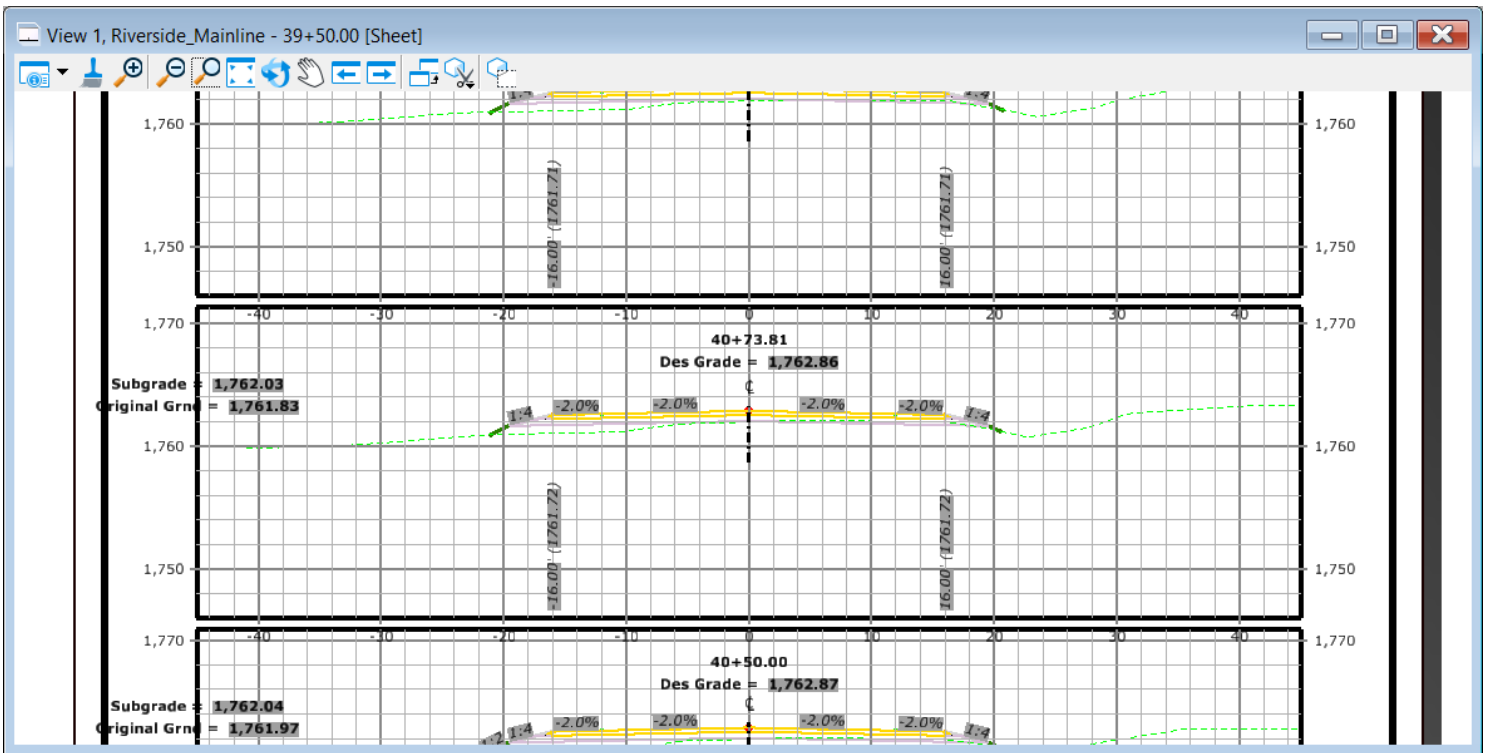 View 1, Riverside_Mainline - 39+50.00 [Sheet]
1:4 1:4
1,760 1,760
-16.00' (1761.71) 16.00' (1761.71)
1,750 1,750
-40 -30 -20 -10 0 10 20 30 40
1,770 1,770
40+73.81
Des Grade = 1,762.86
Subgrade = 1,762.03
℄
Original Grnd = 1,761.83
1:4 -2.0% -2.0% -2.0% -2.0% 1:4
1,760 1,760
-16.00' (1761.72) 16.00' (1761.72)
1,750 1,750
-40 -30 -20 -10 0 10 20 30 40
1,770 1,770
40+50.00
Des Grade = 1,762.87
Subgrade = 1,762.04
℄
Original Grnd = 1,761.97
1:2 1:4 -2.0% -2.0% -2.0% -2.0% 1:4